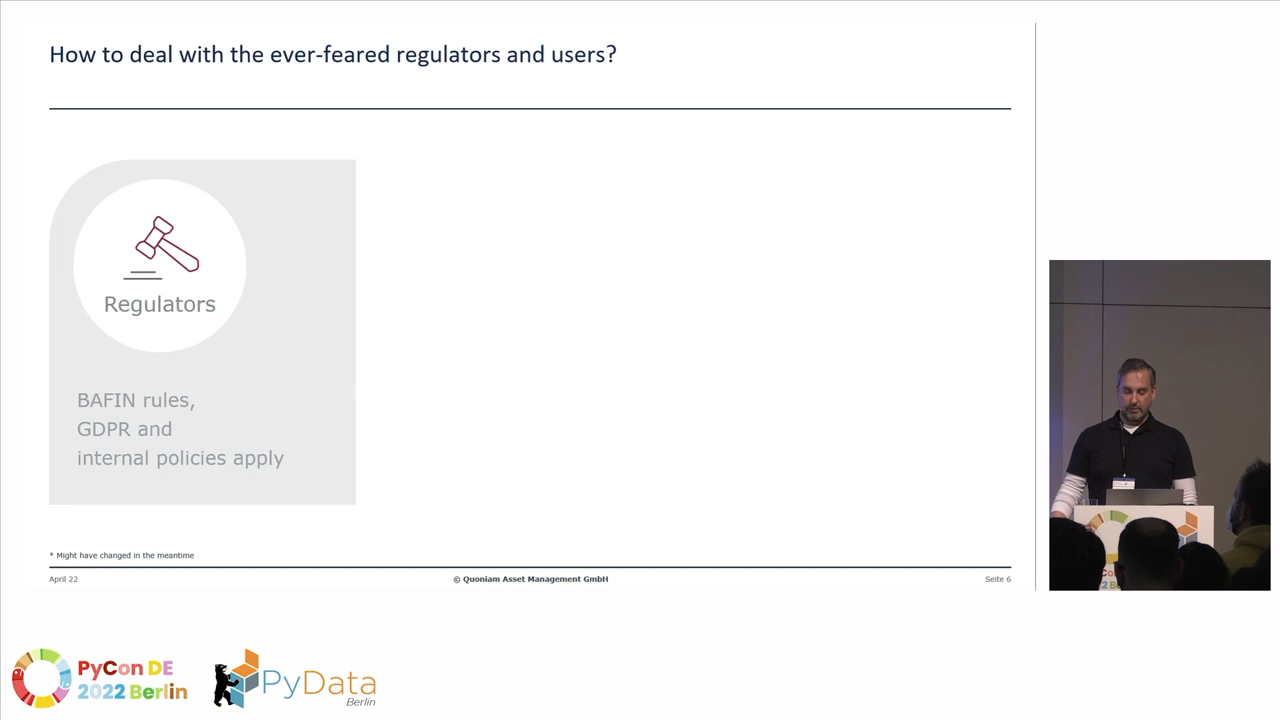 How to deal with the ever-feared regulators and users?
Regulators
BAFIN rules,
GDPR and
internal policies apply
* Might have changed in the meantime
April 22
© Quoniam Asset Management GmbH
Seite 6
PyCon DE
2022 Berlin
PyData
Berlin